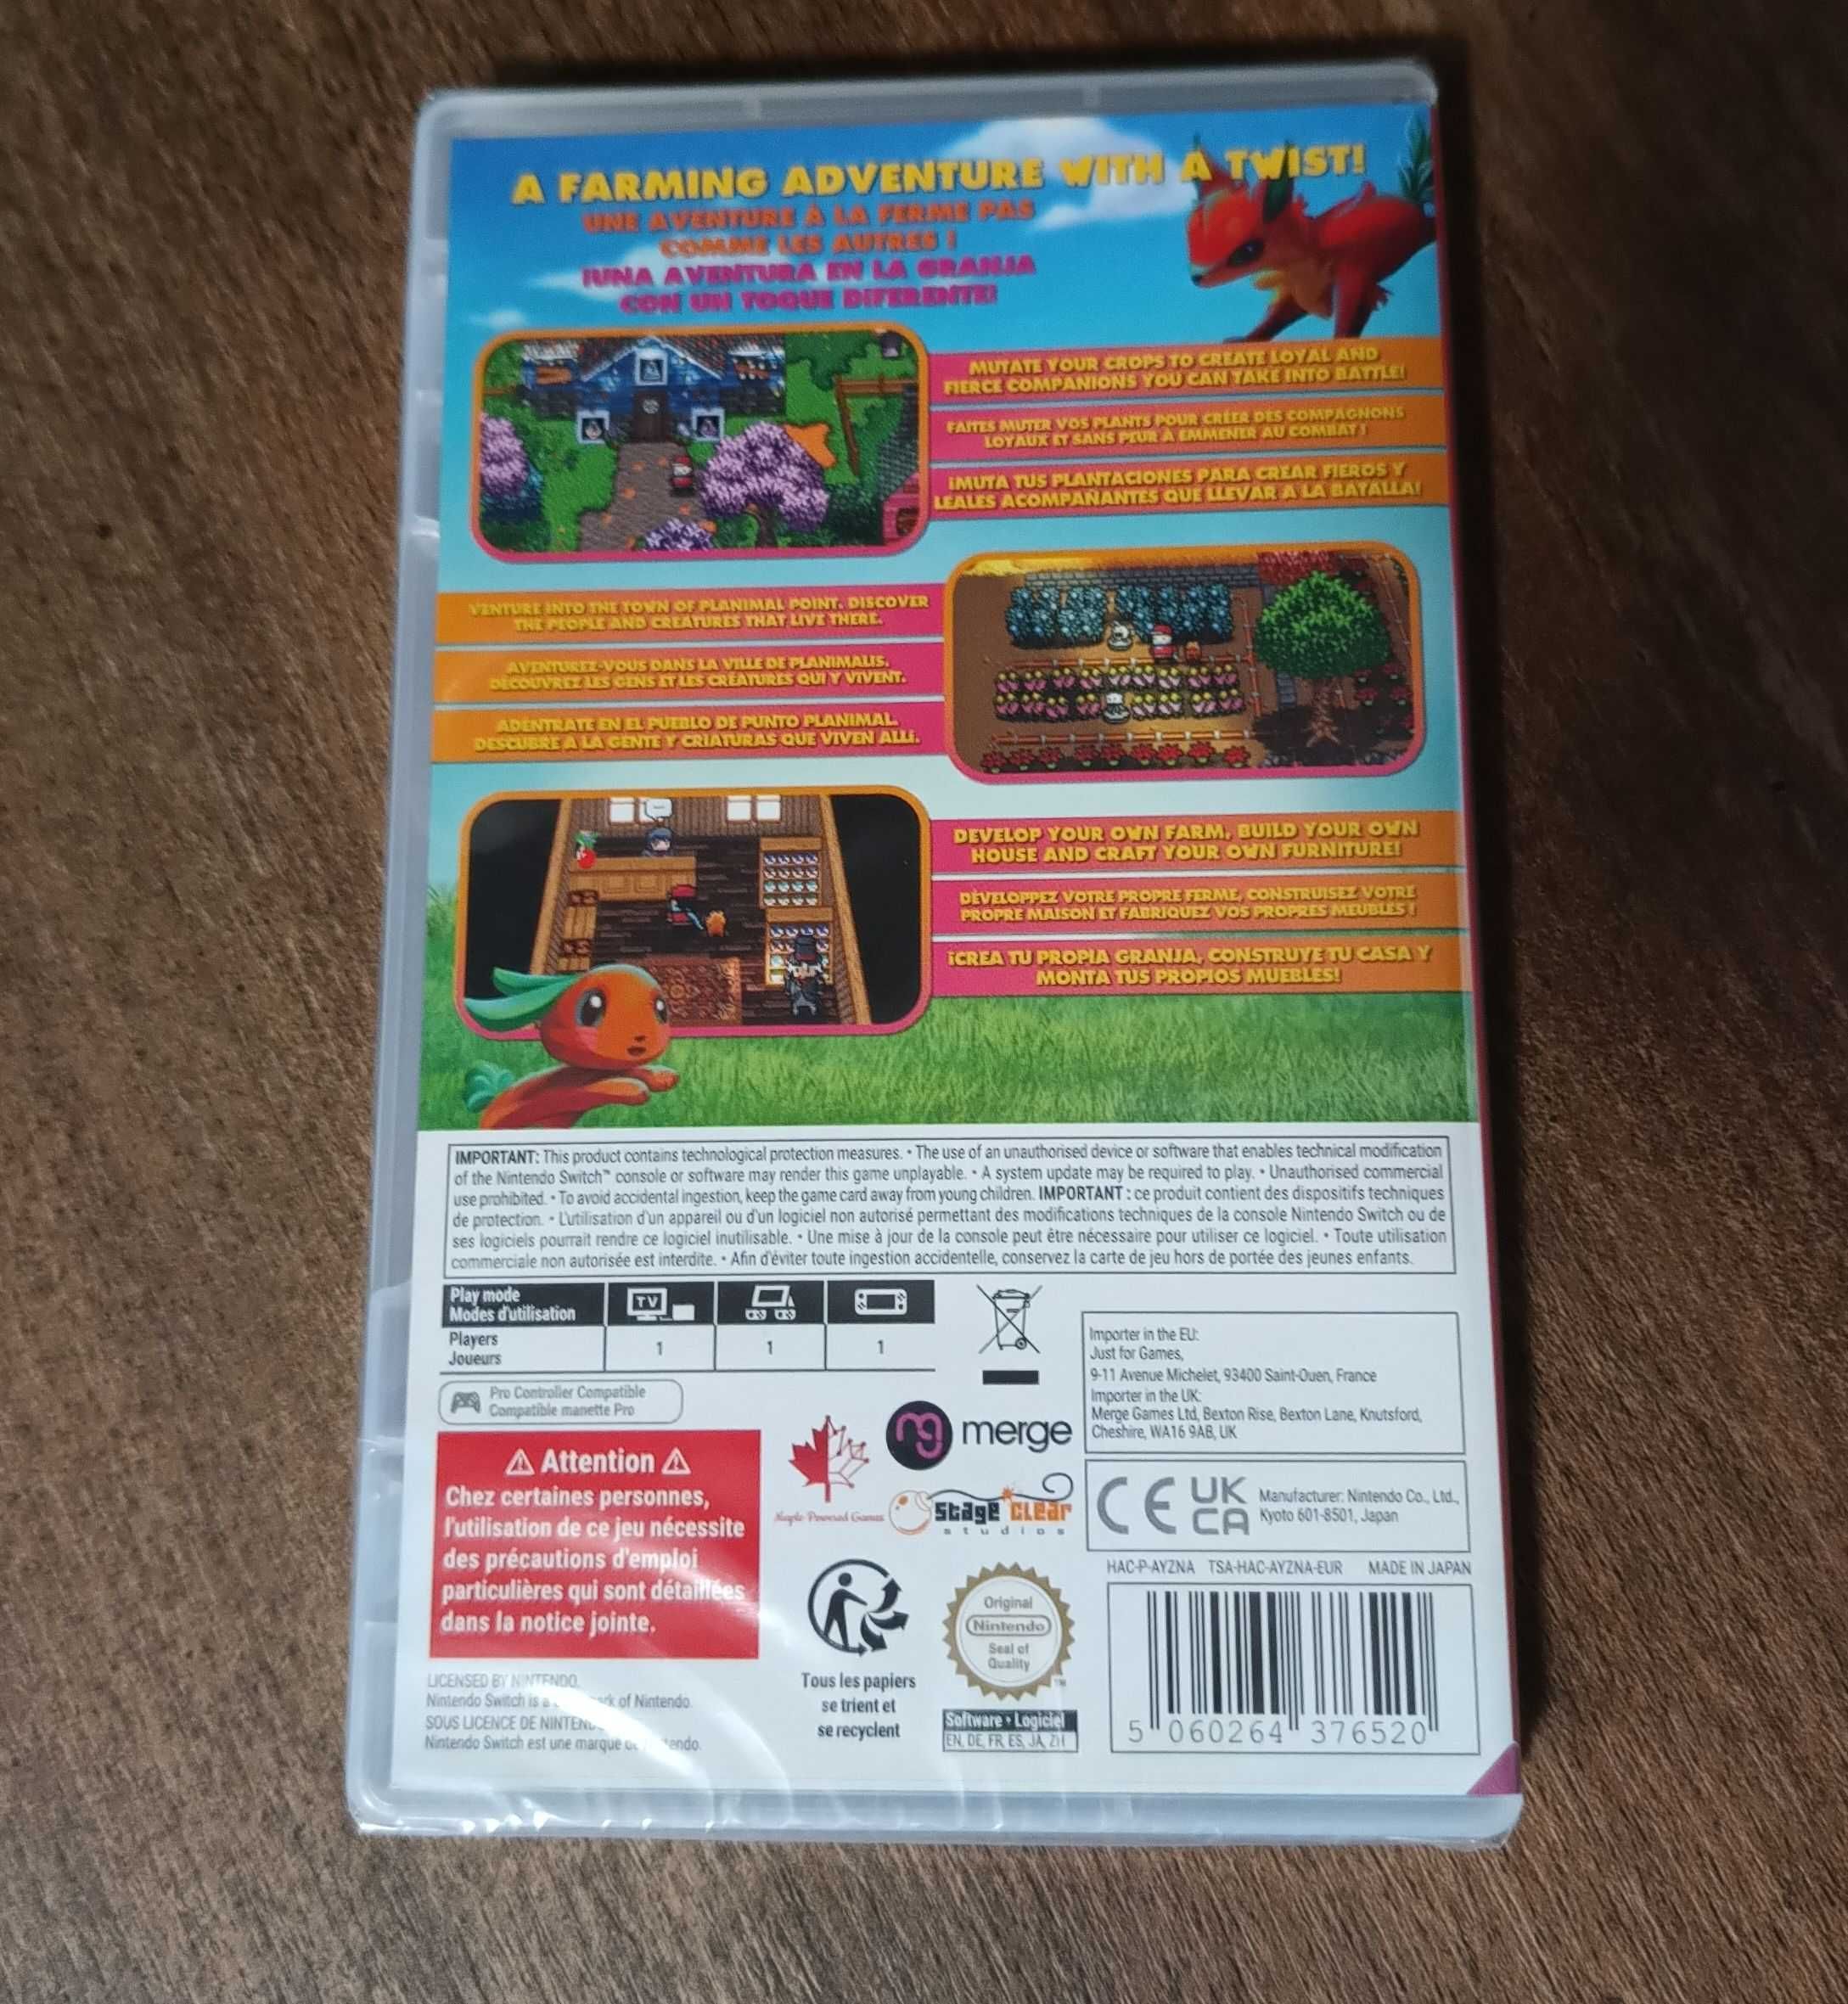 A FARMING ADVENTURE WITH A TWIST!
UNE AVENTURE À LA FERME PAS
COMME LES AUTRES !
¡UNA AVENTURA EN LA GRANJA
CON UN TOQUE DIFERENTE!
MUTATE YOUR CROPS TO CREATE LOYAL AND
FIERCE COMPANIONS YOU CAN TAKE INTO BATTLE!
FAITES MUTER VOS PLANTS POUR CRÉER DES COMPAGNONS
LOYAUX ET SANS PEUR À EMMENER AU COMBAT !
¡MUTA TUS PLANTACIONES PARA CREAR FIEROS Y
LEALES ACOMPAÑANTES QUE LLEVAR A LA BATALLA!
VENTURE INTO THE TOWN OF PLANIMAL POINT. DISCOVER
THE PEOPLE AND CREATURES THAT LIVE THERE.
AVENTUREZ-VOUS DANS LA VILLE DE PLANIMALIS.
DÉCOUVREZ LES GENS ET LES CRÉATURES QUI Y VIVENT.
ADÉNTRATE EN EL PUEBLO DE PUNTO PLANIMAL.
DESCUBRE A LA GENTE Y CRIATURAS QUE VIVEN ALLÍ.
DEVELOP YOUR OWN FARM, BUILD YOUR OWN
HOUSE AND CRAFT YOUR OWN FURNITURE!
DÉVELOPPEZ VOTRE PROPRE FERME, CONSTRUISEZ VOTRE
PROPRE MAISON ET FABRIQUEZ VOS PROPRES MEUBLES !
¡CREA TU PROPIA GRANJA, CONSTRUYE TU CASA Y
MONTA TUS PROPIOS MUEBLES!
IMPORTANT: This product contains technological protection measures. • The use of an unauthorised device or software that enables technical modification
of the Nintendo Switch™ console or software may render this game unplayable. • A system update may be required to play. • Unauthorised commercial
use prohibited. • To avoid accidental ingestion, keep the game card away from young children. IMPORTANT : ce produit contient des dispositifs techniques
de protection. • L'utilisation d'un appareil ou d'un logiciel non autorisé permettant des modifications techniques de la console Nintendo Switch ou de
ses logiciels pourrait rendre ce logiciel inutilisable. • Une mise à jour de la console peut être nécessaire pour utiliser ce logiciel. • Toute utilisation
commerciale non autorisée est interdite. • Afin d'éviter toute ingestion accidentelle, conservez la carte de jeu hors de portée des jeunes enfants.
Play mode
Modes d'utilisation
TV
Players
Joueurs
1 1 1
Pro Controller Compatible
Compatible manette Pro
Importer in the EU:
Just for Games,
9-11 Avenue Michelet, 93400 Saint-Ouen, France
Importer in the UK:
Merge Games Ltd, Bexton Rise, Bexton Lane, Knutsford,
Cheshire, WA16 9AB, UK
mg merge
Maple Powered Games
stage clear
studios
Attention
Chez certaines personnes,
l'utilisation de ce jeu nécessite
des précautions d'emploi
particulières qui sont détaillées
dans la notice jointe.
CE UK
CA
Manufacturer: Nintendo Co., Ltd.,
Kyoto 601-8501, Japan
HAC-P-AYZNA TSA-HAC-AYZNA-EUR MADE IN JAPAN
Original
Nintendo
Seal of
Quality
TM
Tous les papiers
se trient et
se recyclent
Software • Logiciel
EN, DE, FR, ES, JA, ZH
LICENSED BY NINTENDO.
Nintendo Switch is a of Nintendo.
SOUS LICENCE DE
Nintendo Switch est une marque
5 060264 376520